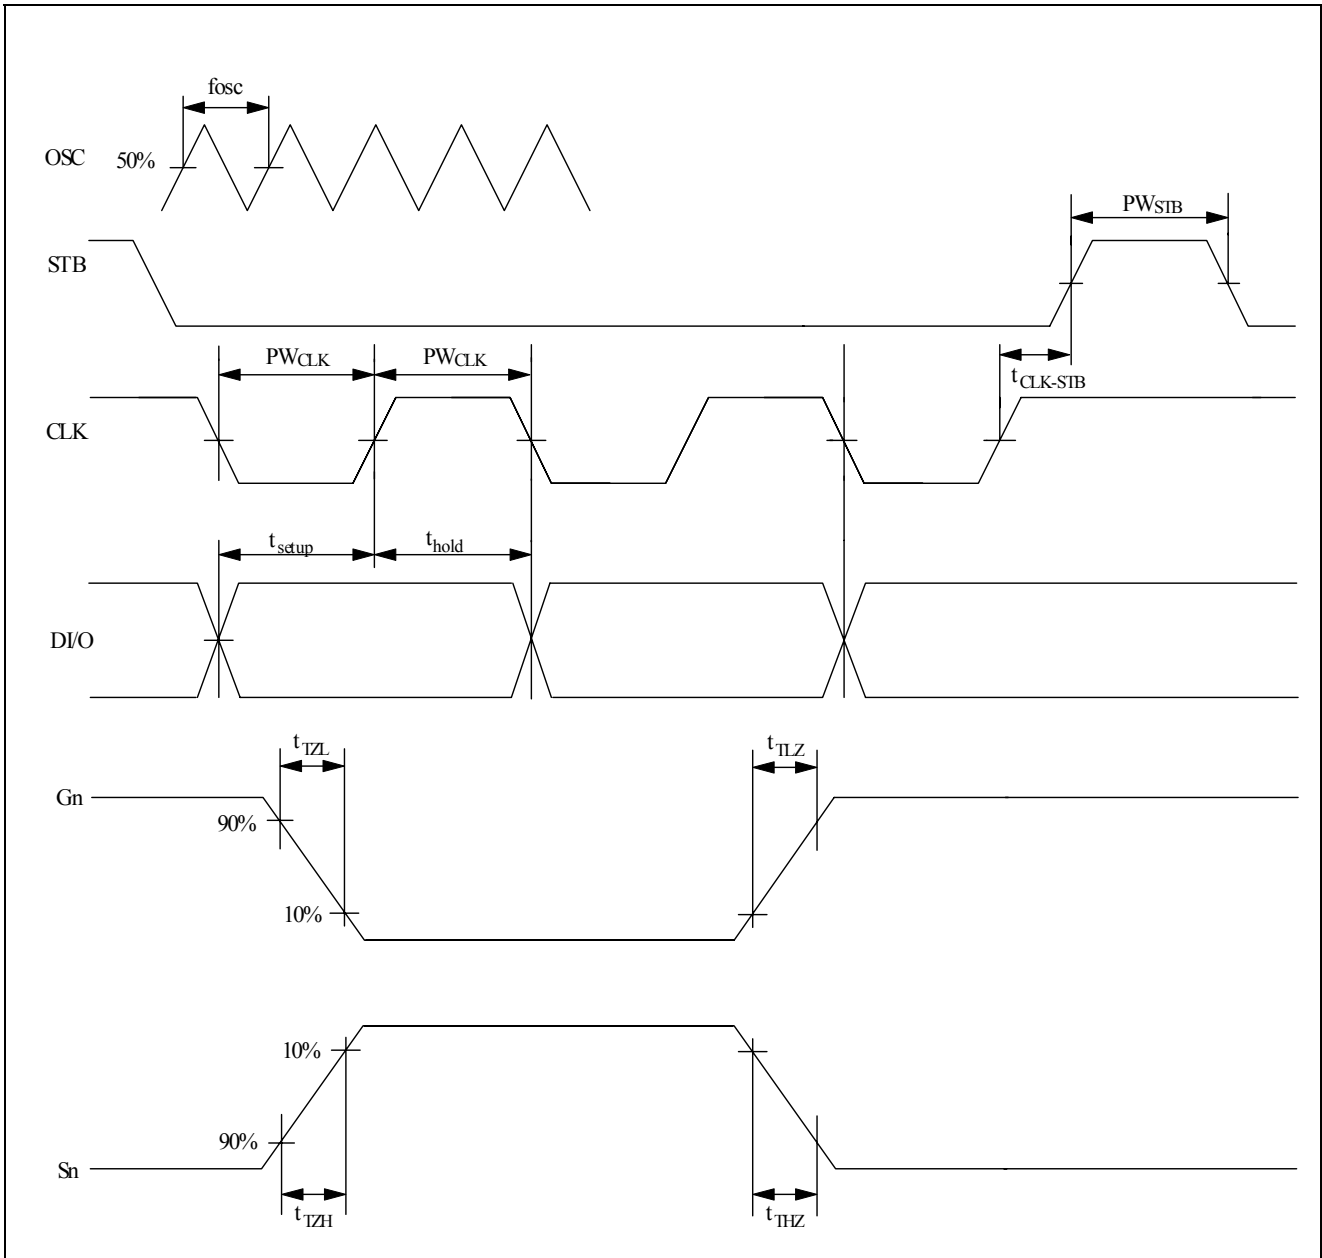 fosc
OSC 50%
PWSTB
STB
PWCLK PWCLK
tCLK-STB
CLK
tsetup thold
DI/O
tTZL tTLZ
Gn
90%
10%
10%
90%
Sn
tTZH tTHZ